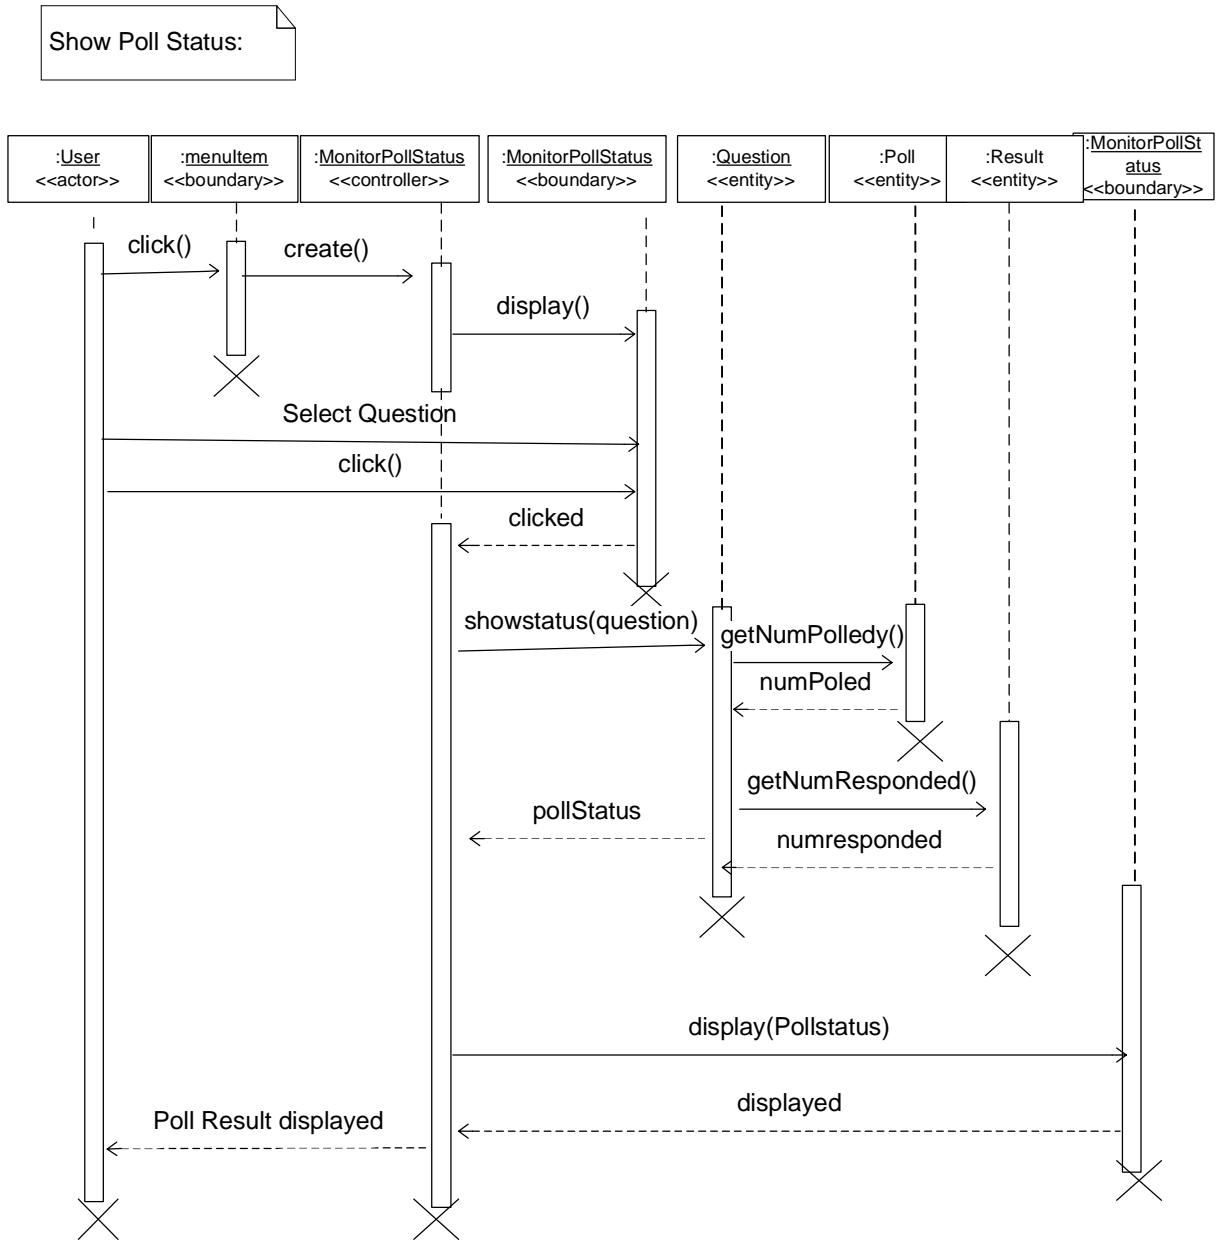 Show Poll Status:
:User
<<actor>>
:menuItem
<<boundary>>
:MonitorPollStatus
<<controller>>
:MonitorPollStatus
<<boundary>>
:Question
<<entity>>
:Poll
<<entity>>
:Result
<<entity>>
:MonitorPollSt
atus
<<boundary>>
click()
create()
display()
Select Question
click()
clicked
showstatus(question)
getNumPolledy()
numPoled
getNumResponded()
pollStatus
numresponded
display(Pollstatus)
displayed
Poll Result displayed